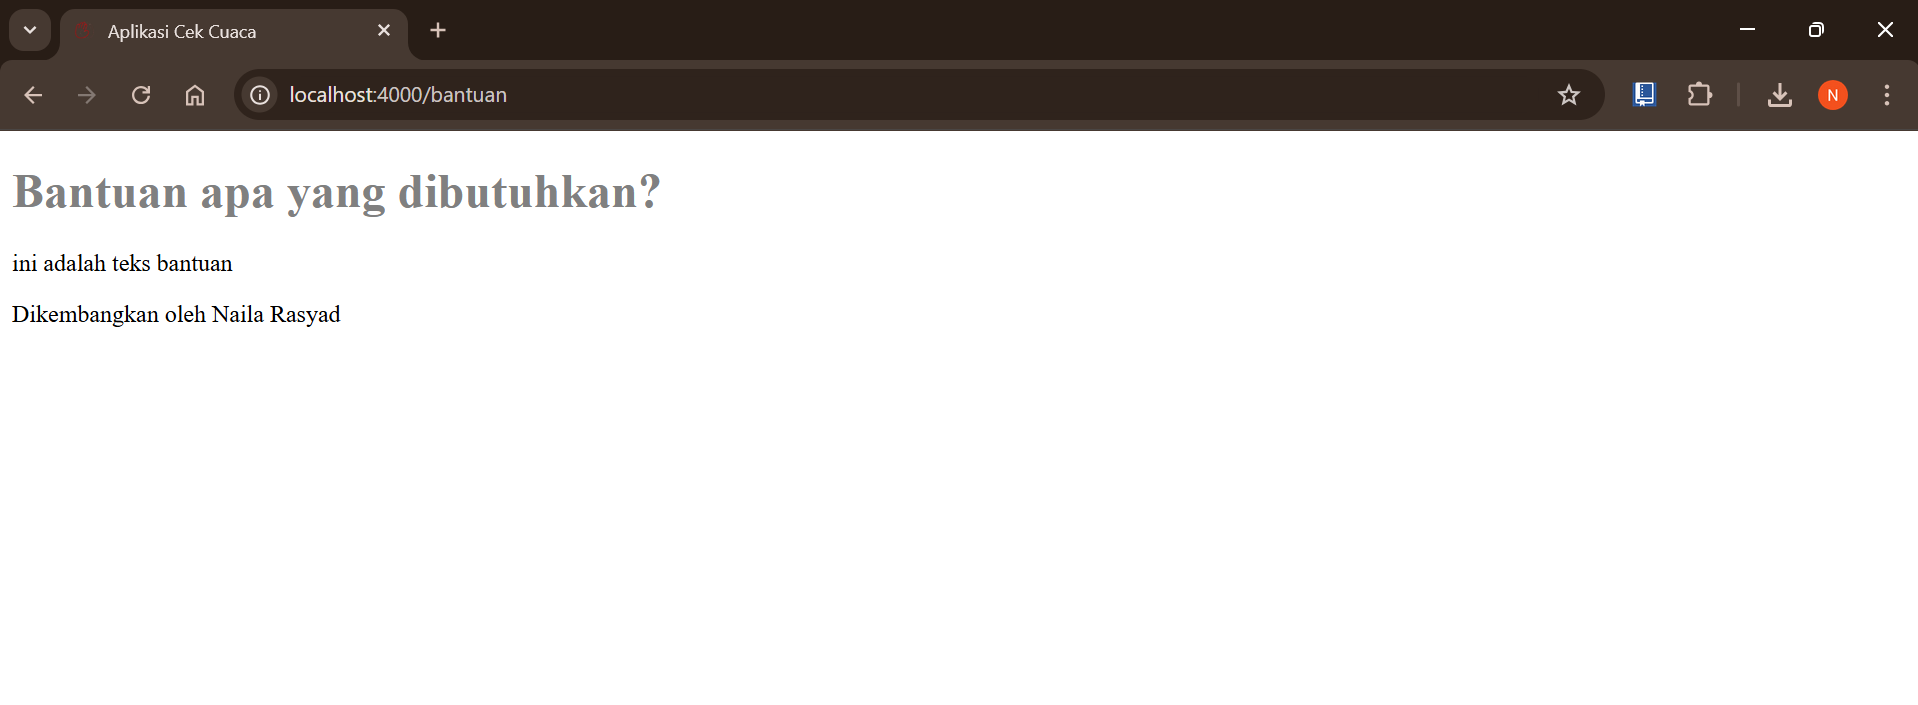 Aplikasi Cek Cuaca
localhost:4000/bantuan
N
Bantuan apa yang dibutuhkan?
ini adalah teks bantuan
Dikembangkan oleh Naila Rasyad